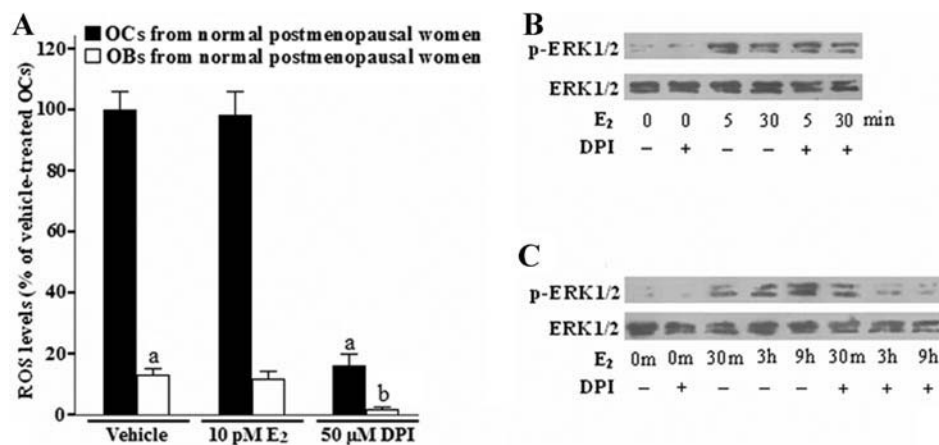 A
OCs from normal postmenopausal women
OBs from normal postmenopausal women
ROS levels (% of vehicle-treated OCs)
120
100
80
60
40
20
0
a
a
b
Vehicle
10 pM E₂
50 µM DPI
B
p-ERK1/2
ERK1/2
E₂ 0 0 5 30 5 30 min
DPI − + − − + +
C
p-ERK1/2
ERK1/2
E₂ 0m 0m 30m 3h 9h 30m 3h 9h
DPI − + − − − + + +